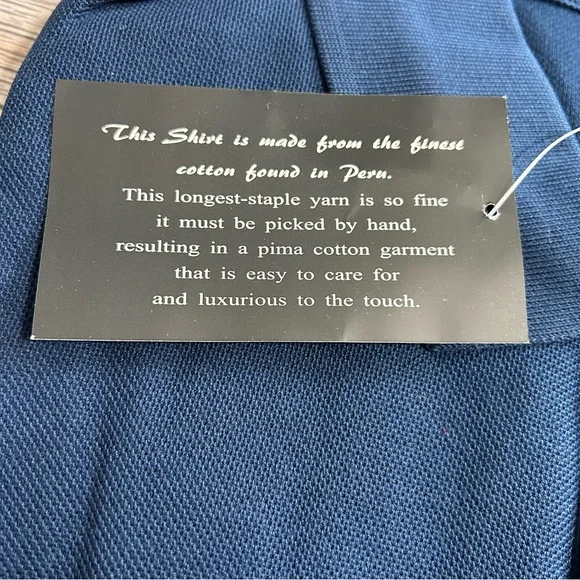 This Shirt is made from the finest
cotton found in Peru.
This longest-staple yarn is so fine
it must be picked by hand,
resulting in a pima cotton garment
that is easy to care for
and luxurious to the touch.